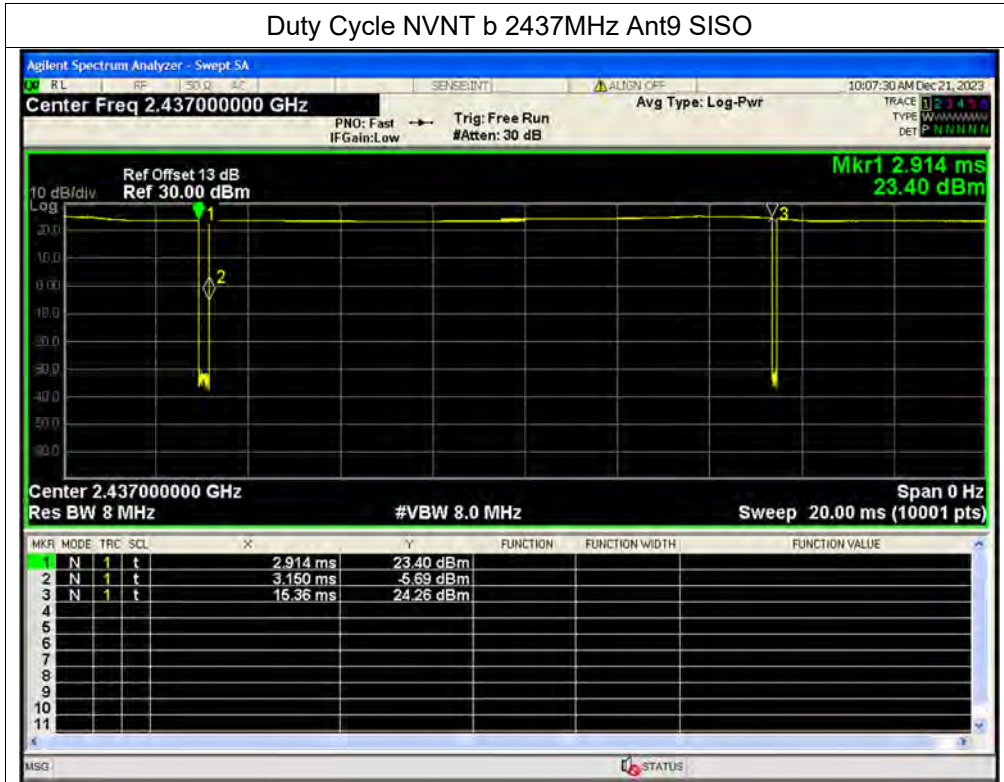 Duty Cycle NVNT b 2437MHz Ant9 SISO
Agilent Spectrum Analyzer - Swept SA
RL RF 50 Ω AC SENSE:INT ALIGN OFF 10:07:30 AM Dec 21, 2023
Center Freq 2.437000000 GHz Avg Type: Log-Pwr TRACE 1 2 3 4 5 6
PNO: Fast Trig: Free Run TYPE WWWWWW
IFGain:Low #Atten: 30 dB DET P N N N N N
Mkr1 2.914 ms
Ref Offset 13 dB
10 dB/div Ref 30.00 dBm 23.40 dBm
Log
1
3
20.0
10.0
2
0.00
-10.0
-20.0
-30.0
-40.0
-50.0
-60.0
Center 2.437000000 GHz Span 0 Hz
Res BW 8 MHz #VBW 8.0 MHz Sweep 20.00 ms (10001 pts)
MKR MODE TRC SCL X Y FUNCTION FUNCTION WIDTH FUNCTION VALUE
1 N 1 t 2.914 ms 23.40 dBm
2 N 1 t 3.150 ms -5.69 dBm
3 N 1 t 15.36 ms 24.26 dBm
4
5
6
7
8
9
10
11
MSG STATUS